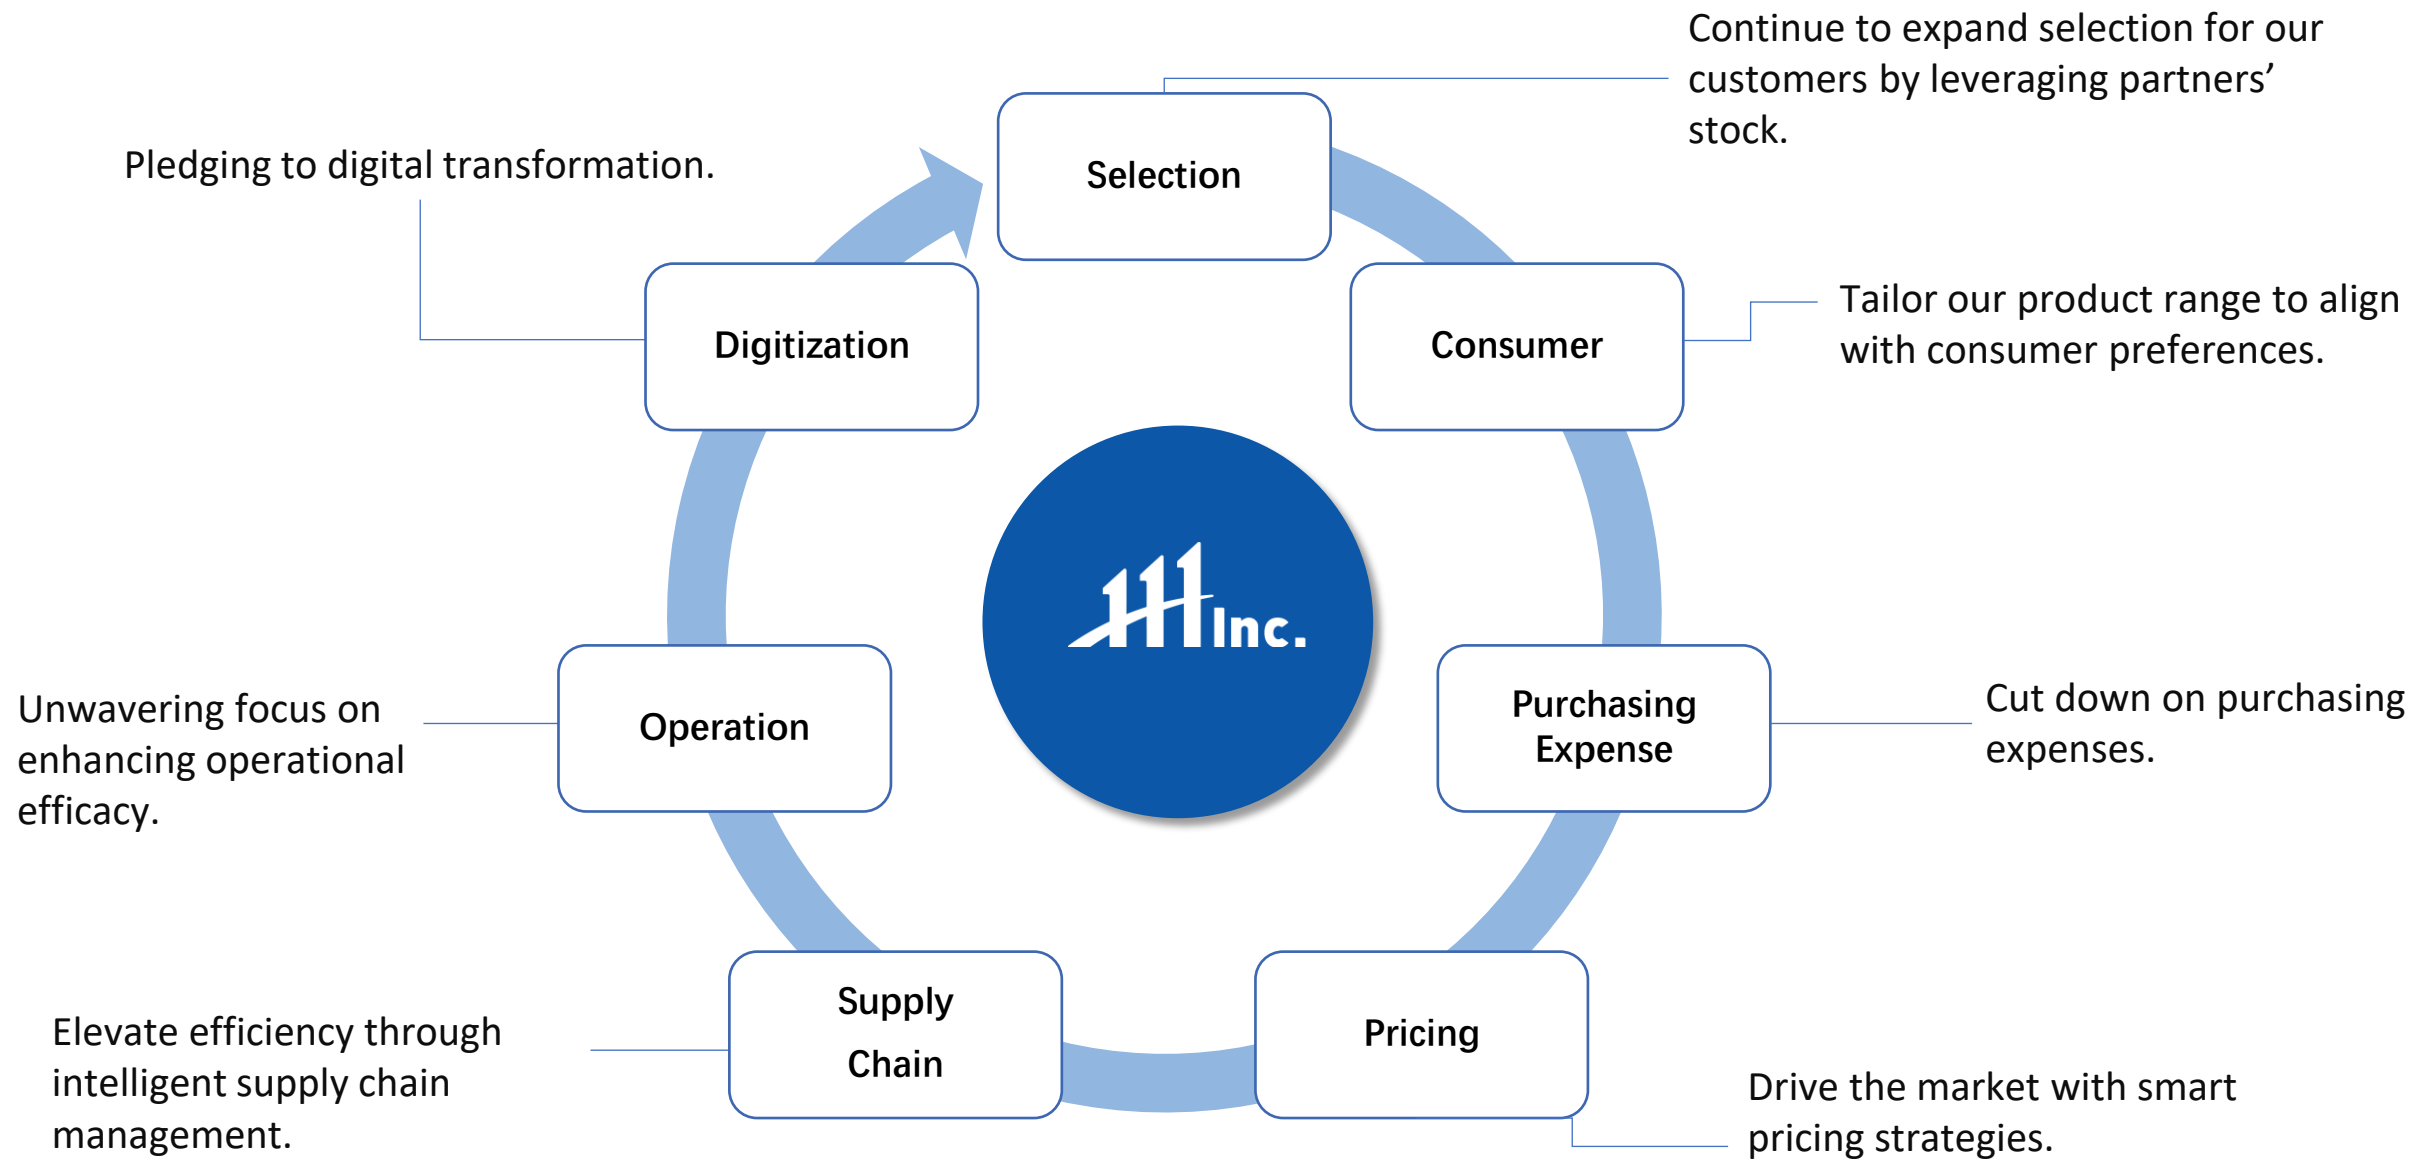 Continue to expand selection for our
customers by leveraging partners’
stock.
Selection
Pledging to digital transformation.
Digitization
Consumer
Tailor our product range to align
with consumer preferences.
Inc.
Purchasing
Expense
Cut down on purchasing
expenses.
Operation
Unwavering focus on
enhancing operational
efficacy.
Supply
Chain
Elevate efficiency through
intelligent supply chain
management.
Pricing
Drive the market with smart
pricing strategies.